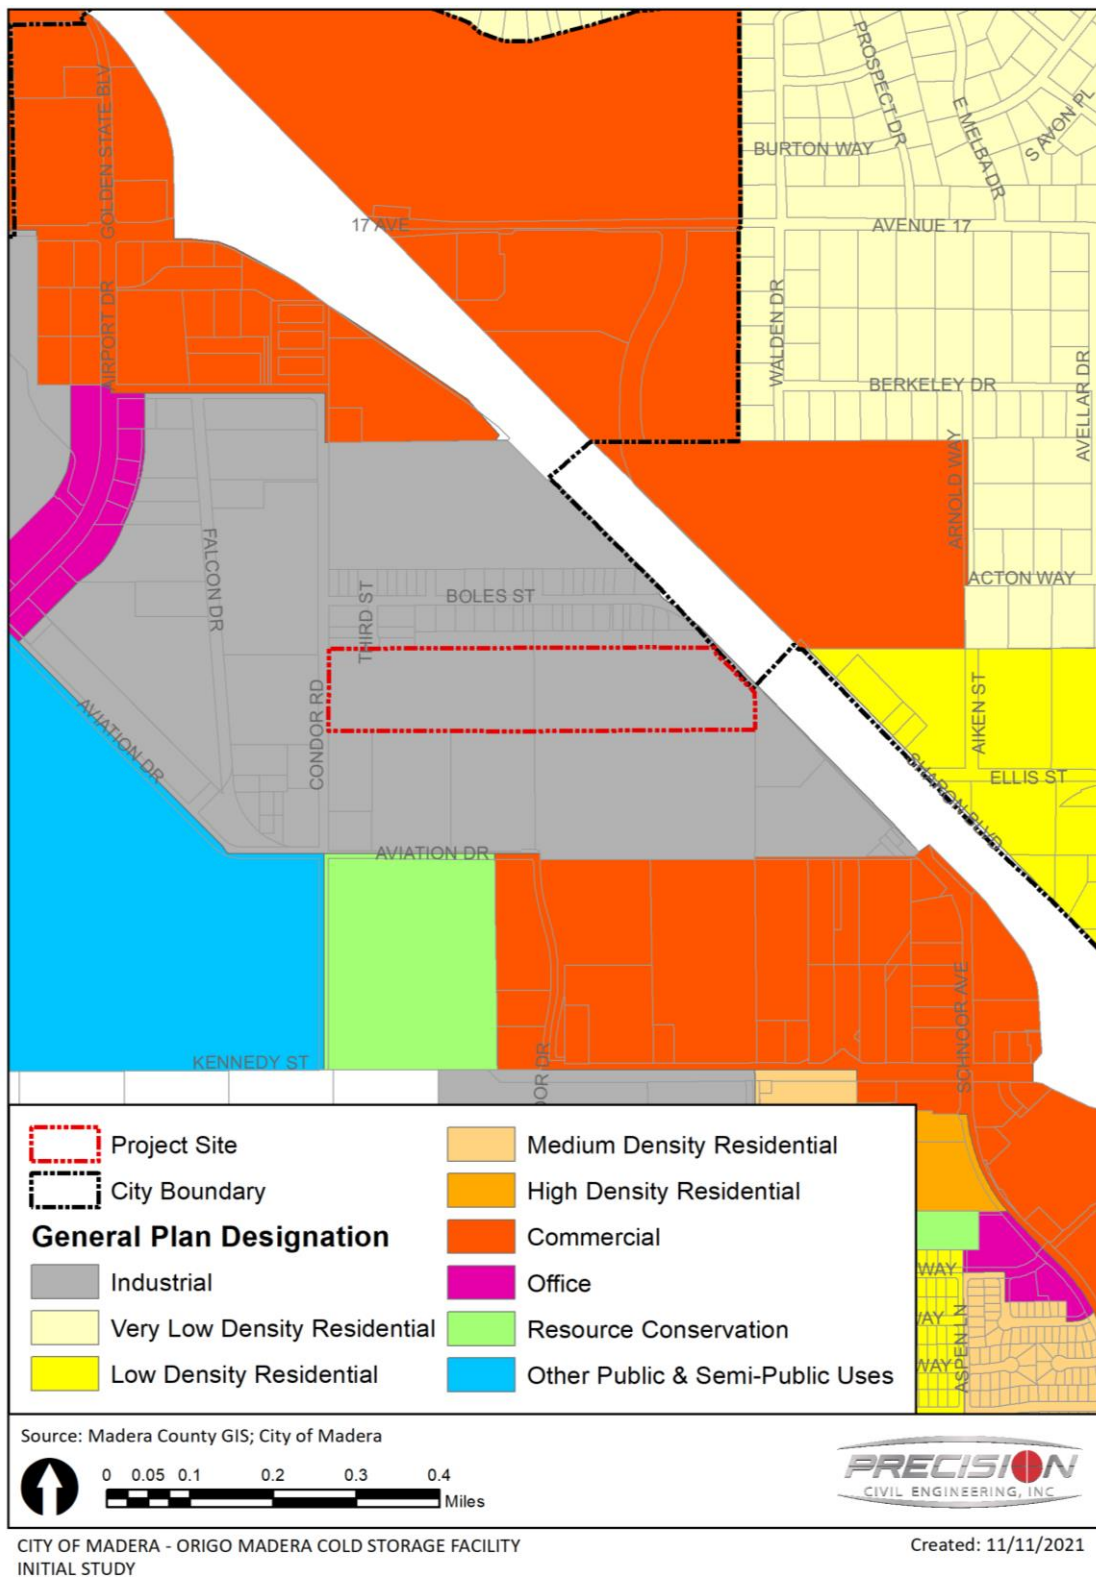 GOLDEN STATE BLV
PROSPECT DR
E MELBA DR
S AVON PL
BURTON WAY
17 AVE
AVENUE 17
AIRPORT DR
WALDEN DR
BERKELEY DR
AVELLAR DR
ARNOLD WAY
FALCON DR
THIRD ST
BOLES ST
ACTON WAY
CONDOR RD
AVIATION DR
AIKEN ST
SHARON BLVD
ELLIS ST
AVIATION DR
SCHNOOR AVE
KENNEDY ST
DOR DR
WAY
WAY
WAY
ASPEN LN
Project Site
City Boundary
General Plan Designation
Industrial
Very Low Density Residential
Low Density Residential
Medium Density Residential
High Density Residential
Commercial
Office
Resource Conservation
Other Public & Semi-Public Uses
Source: Madera County GIS; City of Madera
0 0.05 0.1 0.2 0.3 0.4
Miles
PRECISION
CIVIL ENGINEERING, INC
CITY OF MADERA - ORIGO MADERA COLD STORAGE FACILITY
INITIAL STUDY
Created: 11/11/2021